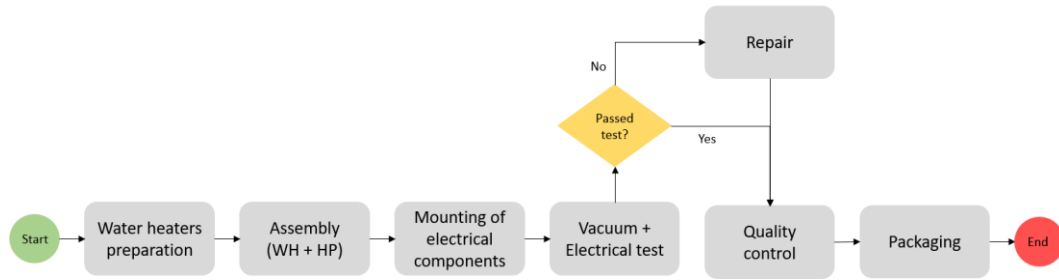 Repair
No
Passed
test?
Yes
Start
Water heaters
preparation
Assembly
(WH + HP)
Mounting of
electrical
components
Vacuum +
Electrical test
Quality
control
Packaging
End